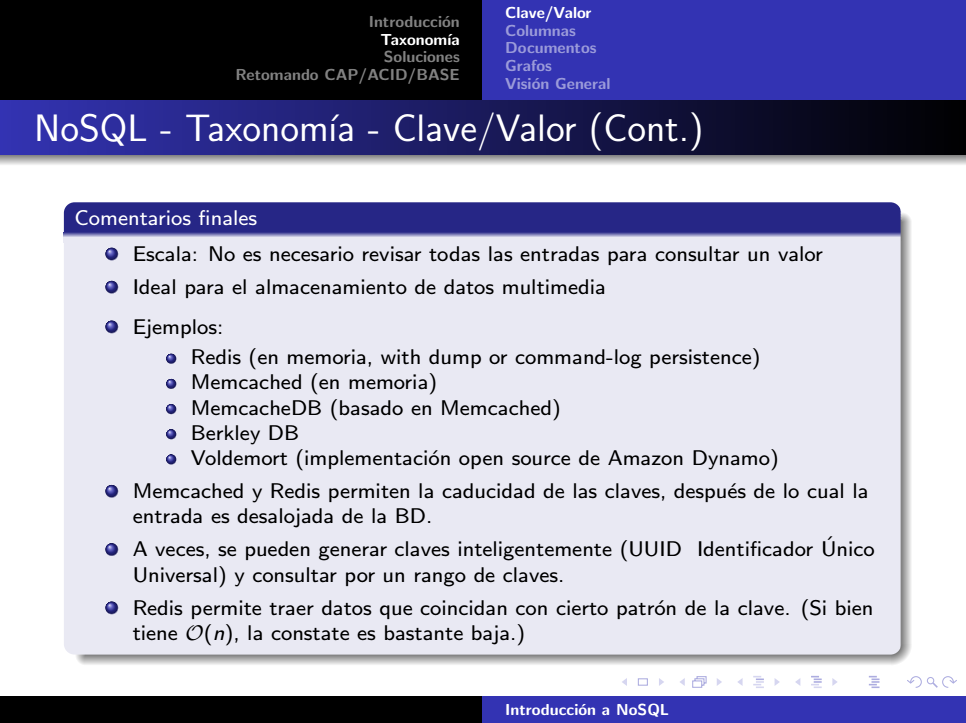 Introducción
Taxonomía
Soluciones
Retomando CAP/ACID/BASE
Clave/Valor
Columnas
Documentos
Grafos
Visión General
NoSQL - Taxonomía - Clave/Valor (Cont.)
Comentarios finales
Escala: No es necesario revisar todas las entradas para consultar un valor
Ideal para el almacenamiento de datos multimedia
Ejemplos:
Redis (en memoria, with dump or command-log persistence)
Memcached (en memoria)
MemcacheDB (basado en Memcached)
Berkley DB
Voldemort (implementación open source de Amazon Dynamo)
Memcached y Redis permiten la caducidad de las claves, después de lo cual la
entrada es desalojada de la BD.
A veces, se pueden generar claves inteligentemente (UUID Identificador Único
Universal) y consultar por un rango de claves.
Redis permite traer datos que coincidan con cierto patrón de la clave. (Si bien
tiene O(n), la constate es bastante baja.)
Introducción a NoSQL